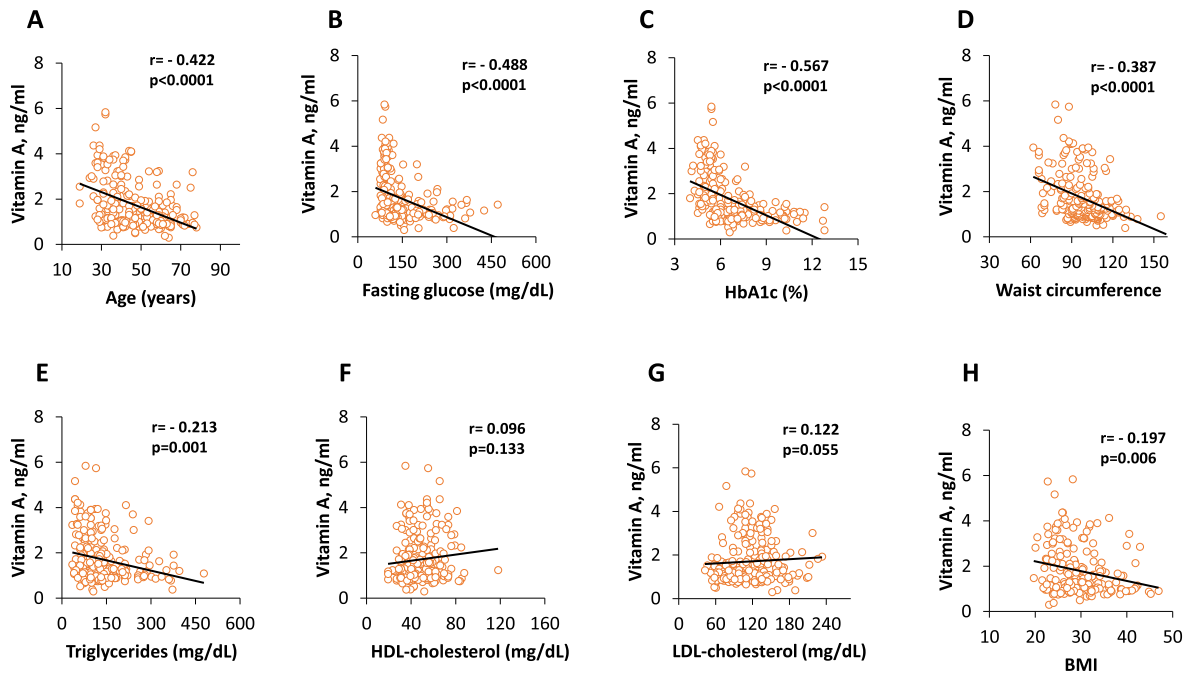 A
r= - 0.422
p<0.0001
Vitamin A, ng/ml
8
6
4
2
0
10 30 50 70 90
Age (years)
B
r= - 0.488
p<0.0001
Vitamin A, ng/ml
8
6
4
2
0
0 150 300 450 600
Fasting glucose (mg/dL)
C
r= - 0.567
p<0.0001
Vitamin A, ng/ml
8
6
4
2
0
3 6 9 12 15
HbA1c (%)
D
r= - 0.387
p<0.0001
Vitamin A, ng/ml
8
6
4
2
0
30 60 90 120 150
Waist circumference
E
r= - 0.213
p=0.001
Vitamin A, ng/ml
8
6
4
2
0
0 150 300 450 600
Triglycerides (mg/dL)
F
r= 0.096
p=0.133
Vitamin A, ng/ml
8
6
4
2
0
0 40 80 120 160
HDL-cholesterol (mg/dL)
G
r= 0.122
p=0.055
Vitamin A, ng/ml
8
6
4
2
0
0 60 120 180 240
LDL-cholesterol (mg/dL)
H
r= - 0.197
p=0.006
Vitamin A, ng/ml
8
6
4
2
0
10 20 30 40 50
BMI